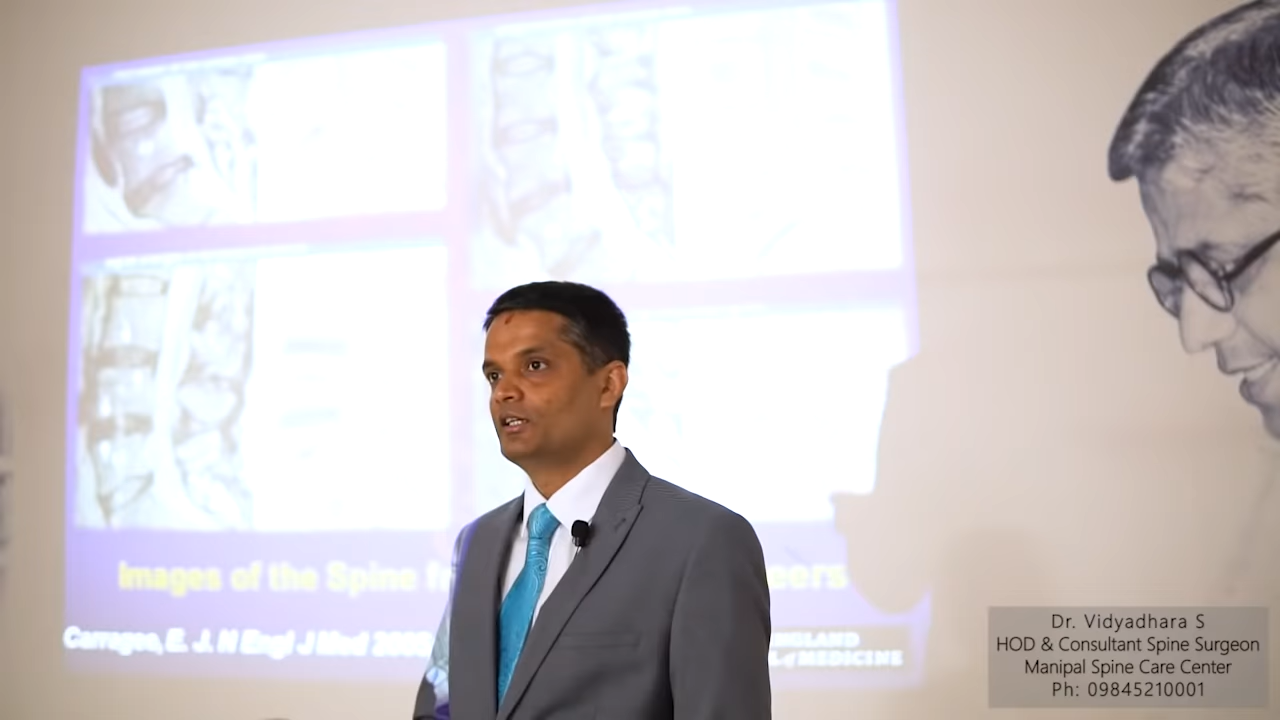 Images of the Spine
Carragee, E. J. N Engl J Med
of MEDICINE
Dr. Vidyadhara S
HOD & Consultant Spine Surgeon
Manipal Spine Care Center
Ph: 09845210001